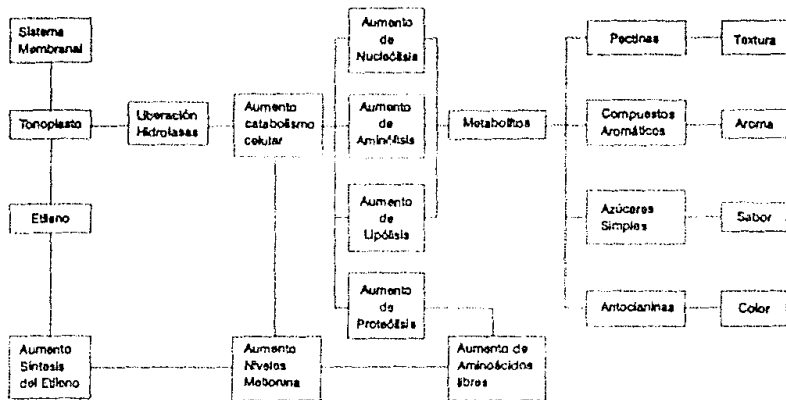 Sistema
Membranal
Tonoplasto
Etileno
Aumento
Síntesis
del Etileno
Liberación
Hidrolasas
Aumento
catabolismo
celular
Aumento
Niveles
Aumento
de
Nucleólisis
Aumento
de
Aminólisis
Aumento
de
Lipólisis
Aumento
de
Proteólisis
Aumento de
Aminoácidos
libres
Metabolitos
Pectinas
Textura
Compuestos
Aromáticos
Aroma
Azúcares
Simples
Sabor
Antocianinas
Color